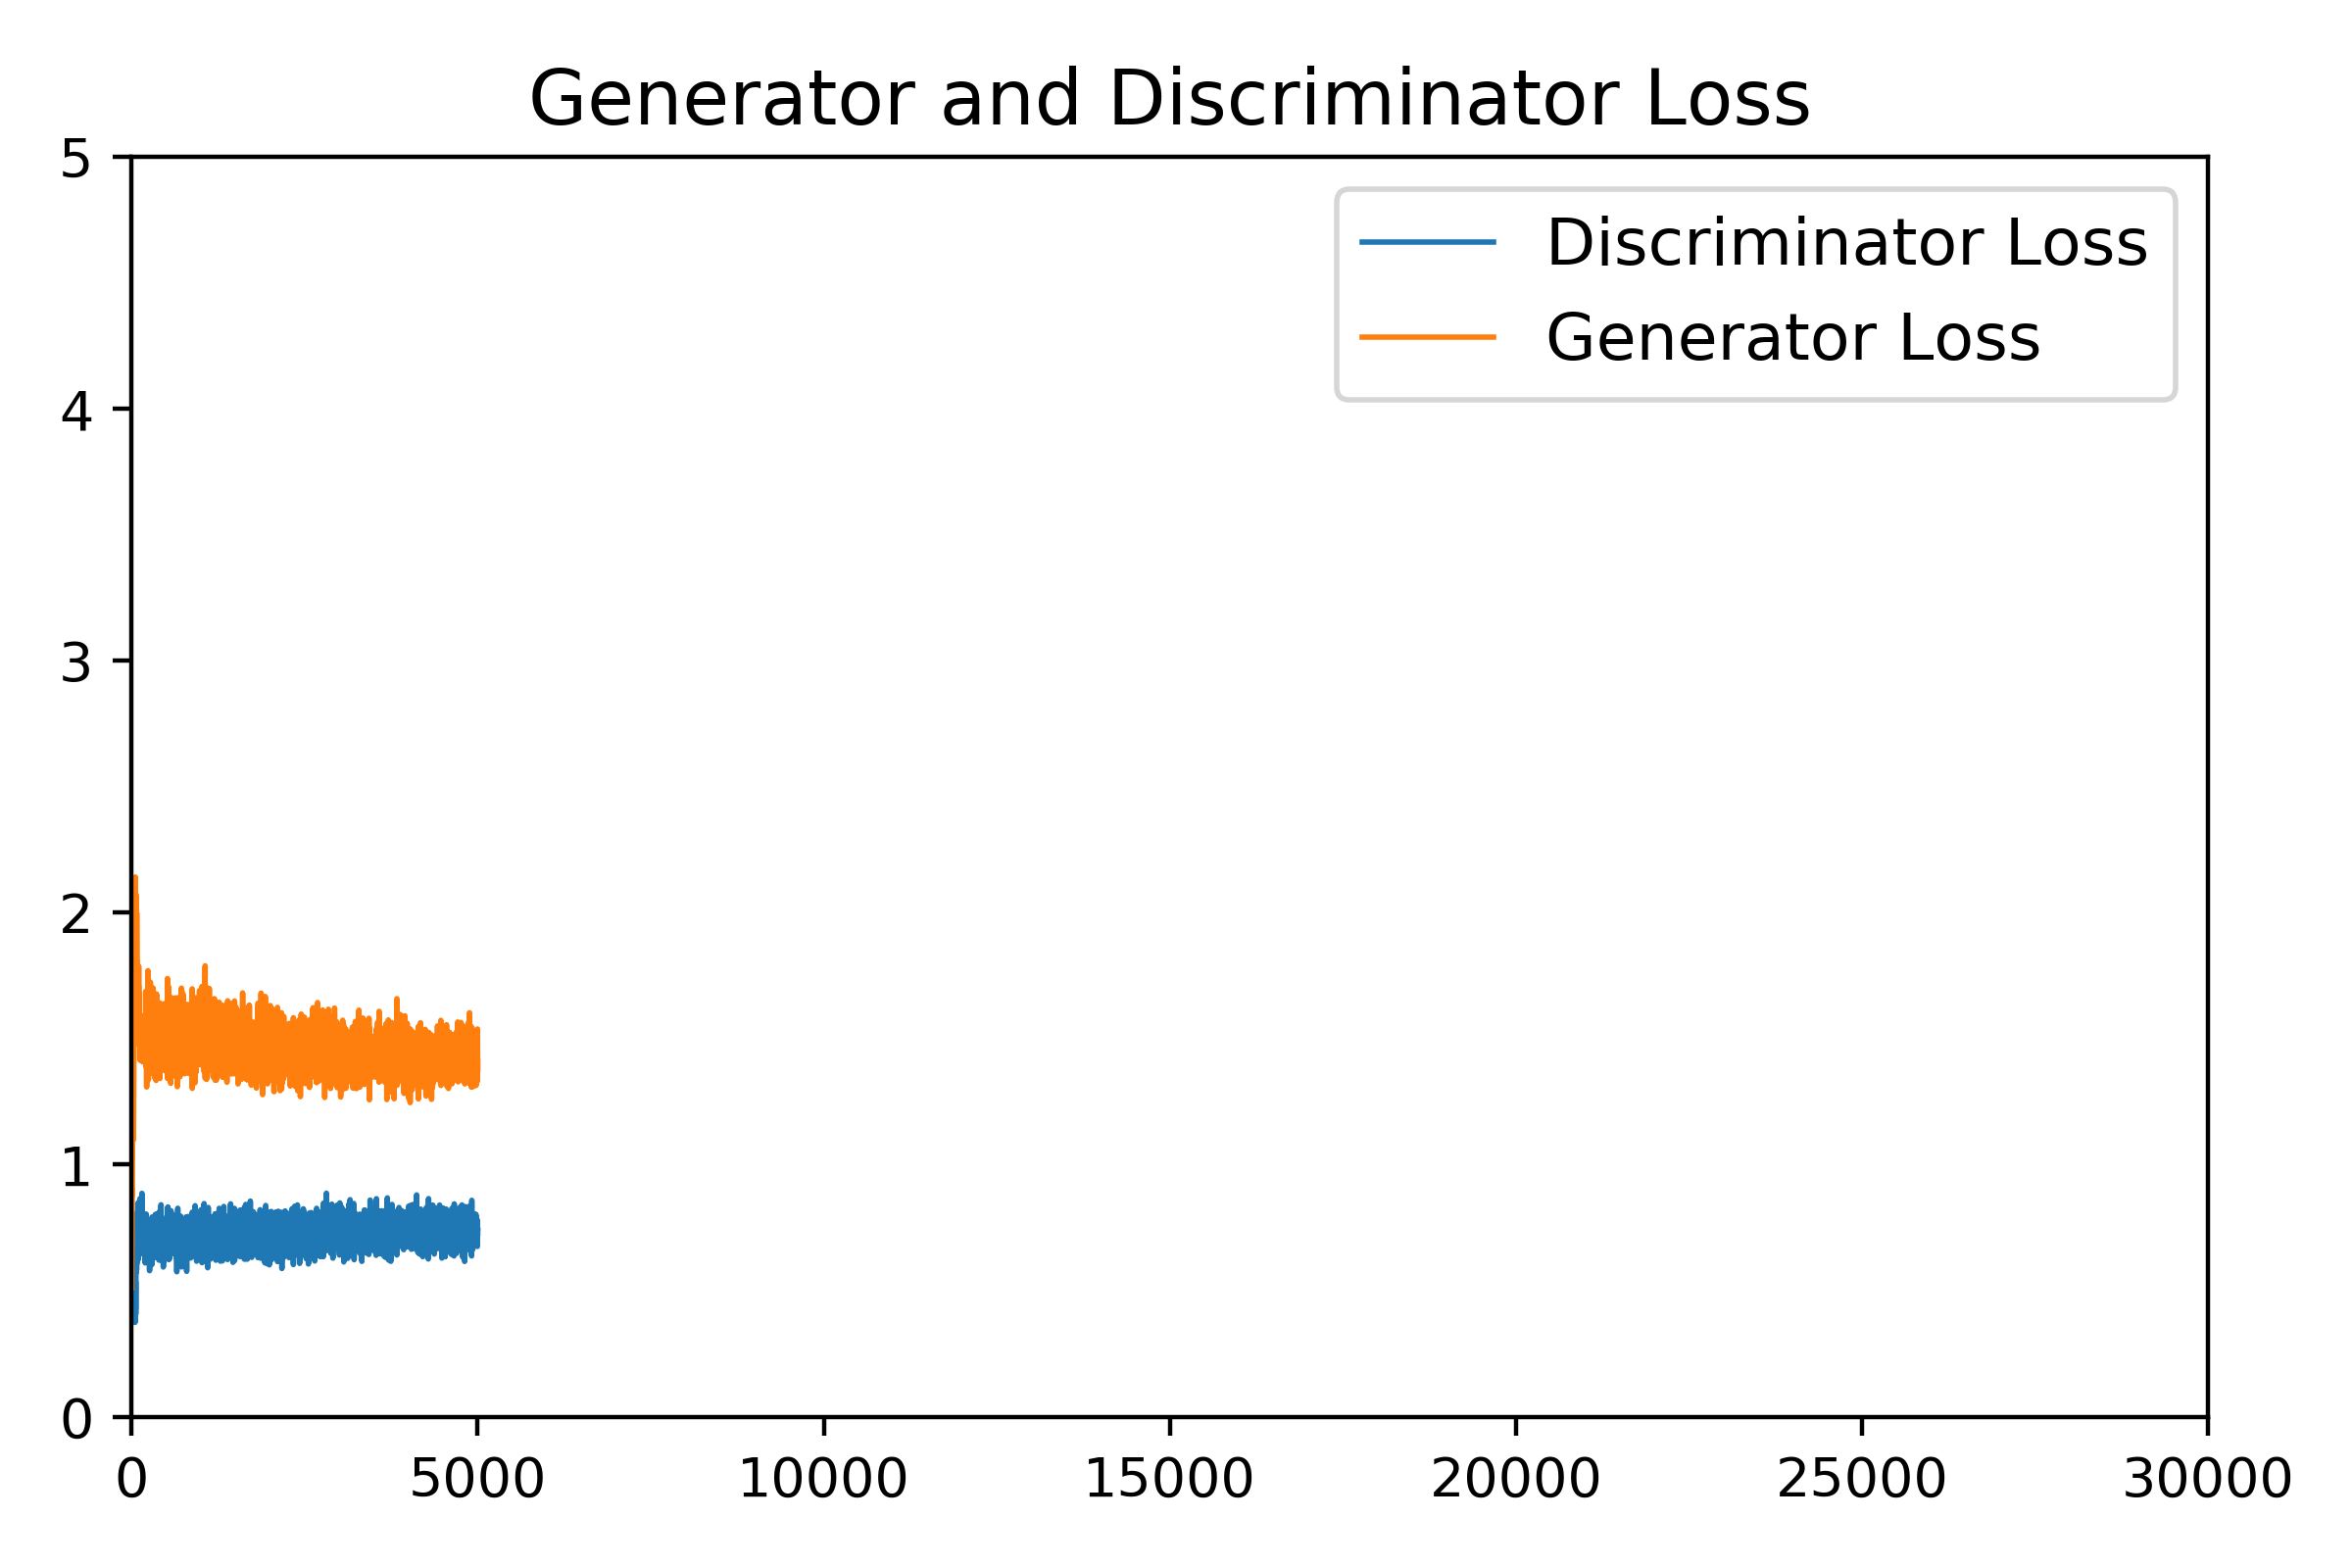 Generator and Discriminator Loss
5
Discriminator Loss
Generator Loss
4
3
2
1
0
0 5000 10000 15000 20000 25000 30000